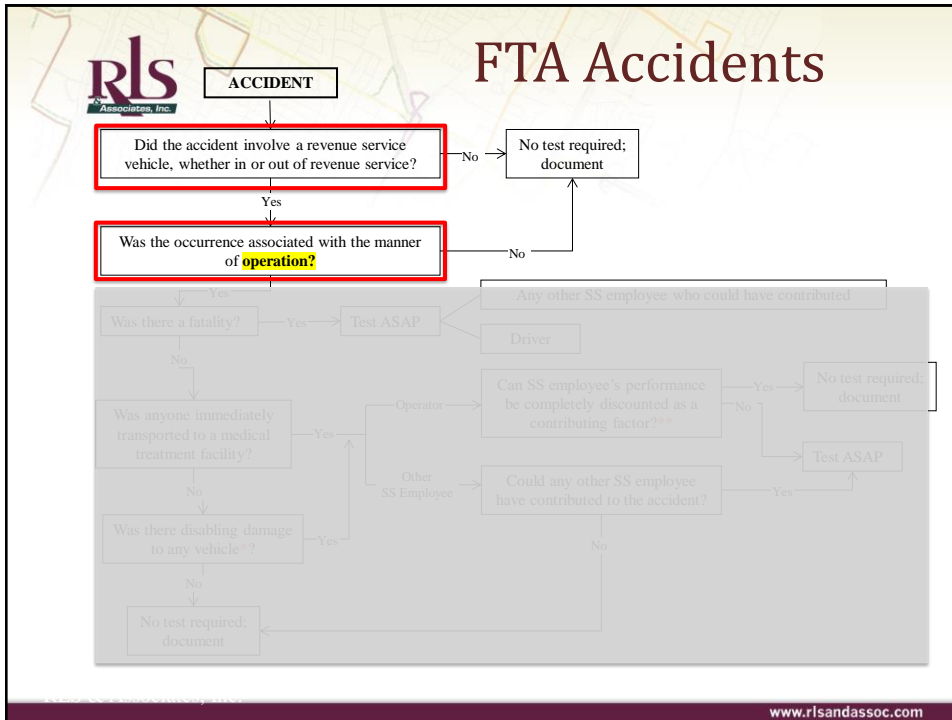 FTA Accidents
RLS
& Associates, Inc.
ACCIDENT
Did the accident involve a revenue service
vehicle, whether in or out of revenue service?
No
No test required;
document
Yes
Was the occurrence associated with the manner
of operation?
No
Yes
Was there a fatality?
Yes
Test ASAP
Any other SS employee who could have contributed
Driver
No
Was anyone immediately
transported to a medical
treatment facility?
Yes
Operator
Can SS employee's performance
be completely discounted as a
contributing factor?**
Yes
No test required;
document
No
Test ASAP
Other
SS Employee
Could any other SS employee
have contributed to the accident?
Yes
No
No
Was there disabling damage
to any vehicle*?
Yes
No
No test required;
document
RLS & Associates, Inc.
www.rlsandassoc.com